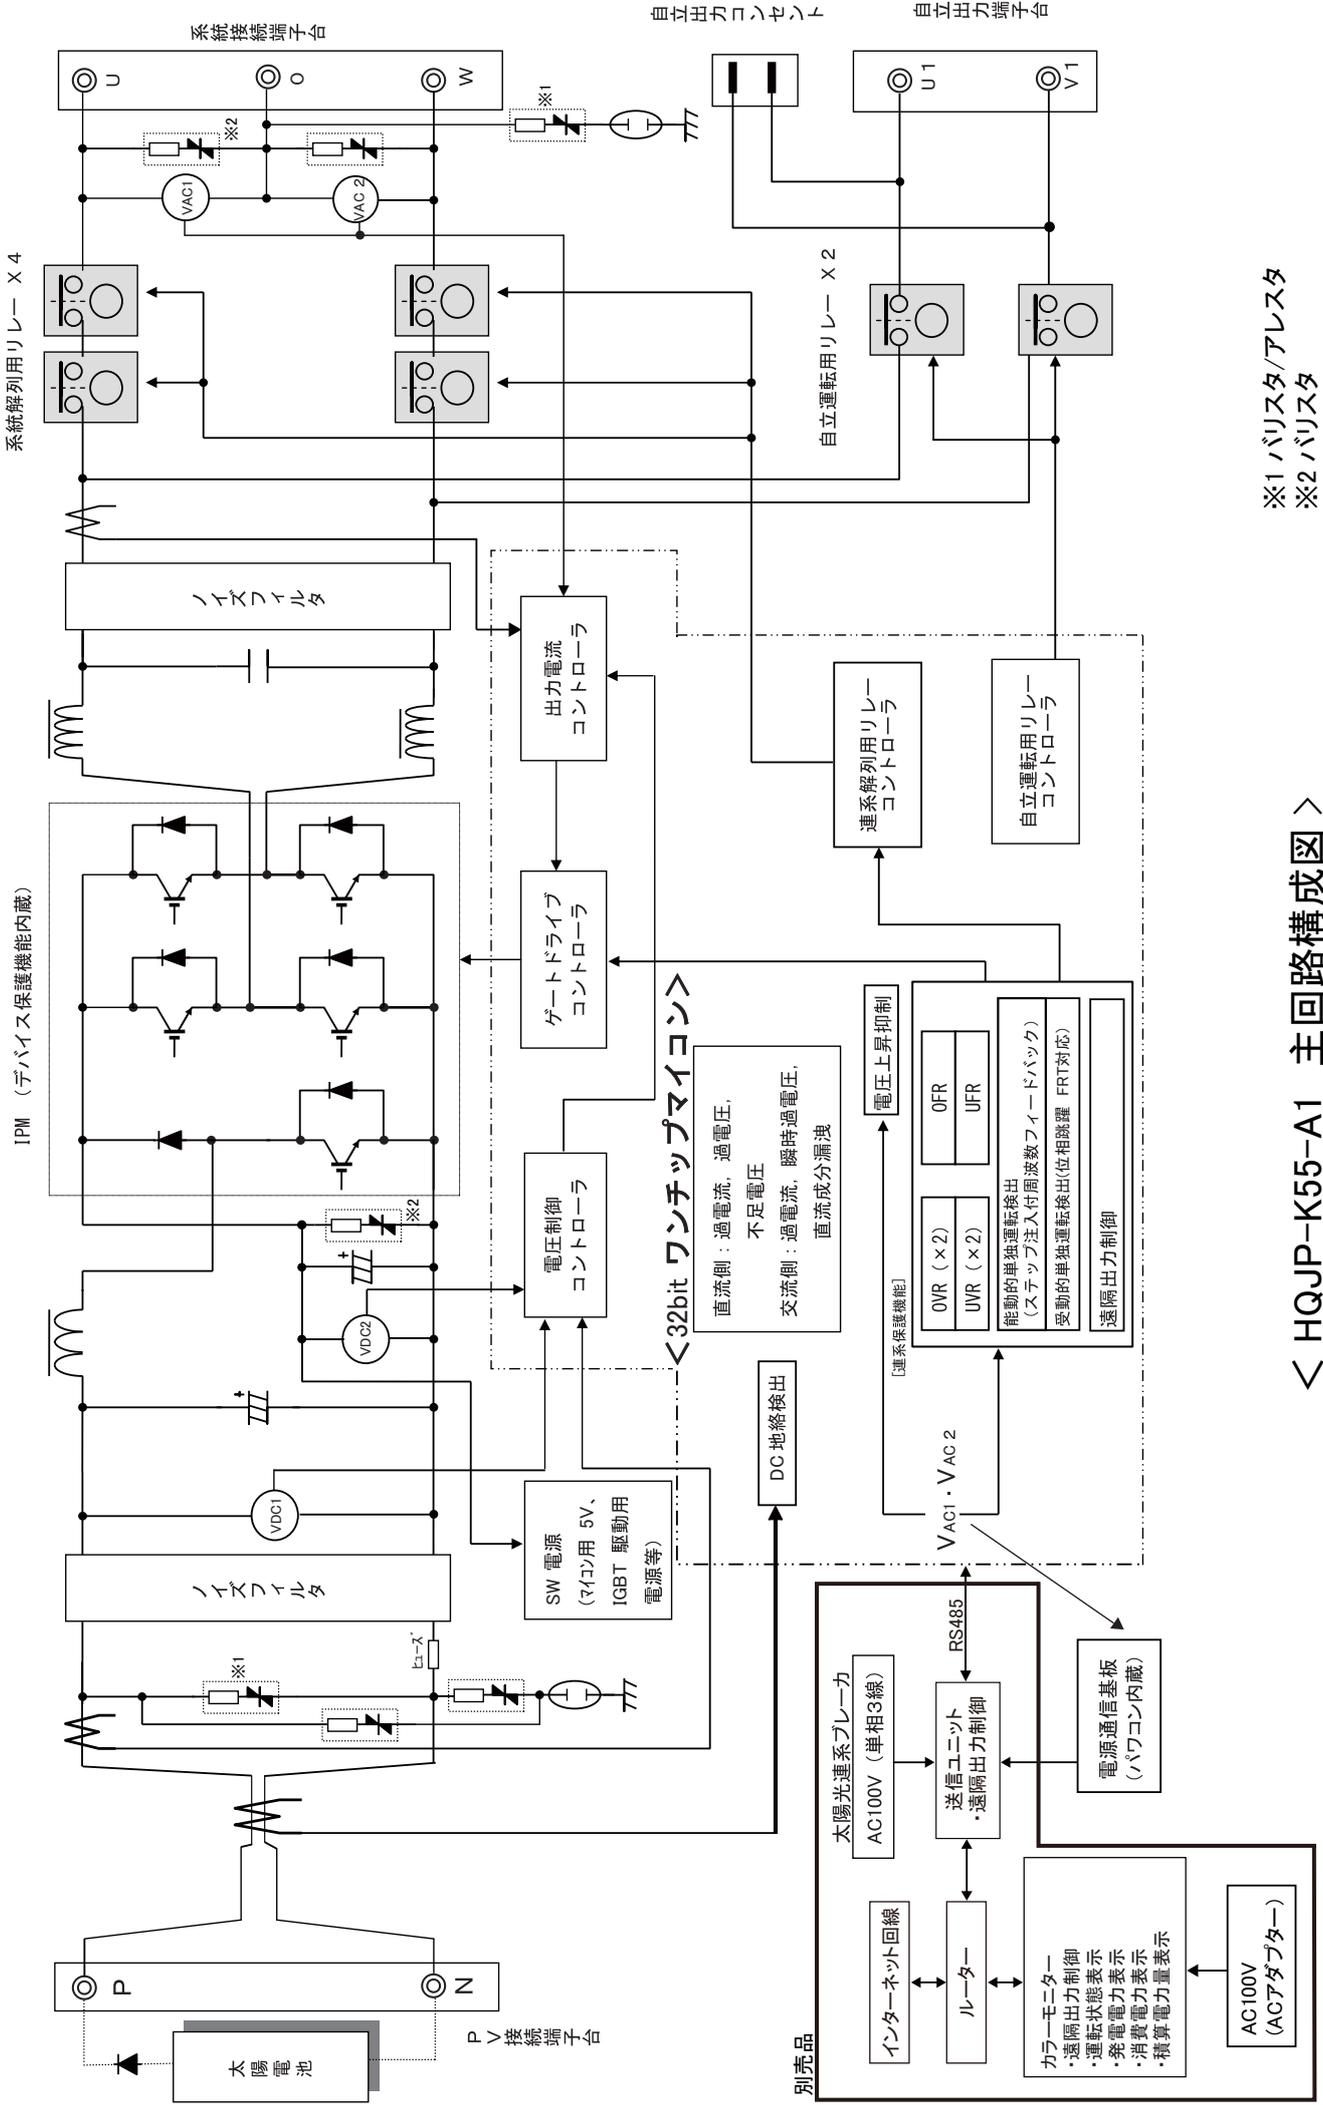 太
陽
電
池
P
N
PV接続端子台
ノイズフィルタ
※1
ヒューズ
VDC1
VDC2
※2
IPM （デバイス保護機能内蔵）
ノイズフィルタ
系統解列用リレー X 4
VAC1
VAC 2
※2
※1
系統接続端子台
U
O
W
自立出力コンセント
自立出力端子台
U1
V1
自立運転用リレー X 2
SW 電源
(マイコン用 5V、
IGBT 駆動用
電源等)
電圧制御
コントローラ
ゲートドライブ
コントローラ
出力電流
コントローラ
＜32bit ワンチップマイコン＞
直流側：過電流, 過電圧,
不足電圧
交流側：過電流, 瞬時過電圧,
直流成分漏洩
DC 地絡検出
連系解列用リレー
コントローラ
自立運転用リレー
コントローラ
電圧上昇抑制
[連系保護機能]
OVR（×2）
OFR
UVR（×2）
UFR
能動的単独運転検出
（ステップ注入付周波数フィードバック）
受動的単独運転検出(位相跳躍 FRT対応)
遠隔出力制御
VAC1・VAC2
RS485
別売品
太陽光連系ブレーカ
AC100V（単相3線）
送信ユニット
・遠隔出力制御
インターネット回線
ルーター
カラーモニター
・遠隔出力制御
・運転状態表示
・発電電力表示
・消費電力表示
・積算電力量表示
AC100V
(ACアダプター)
電源通信基板
（パワコン内蔵）
※1 バリスタ/アレスタ
※2 バリスタ
＜ HQJP-K55-A1 主回路構成図 ＞